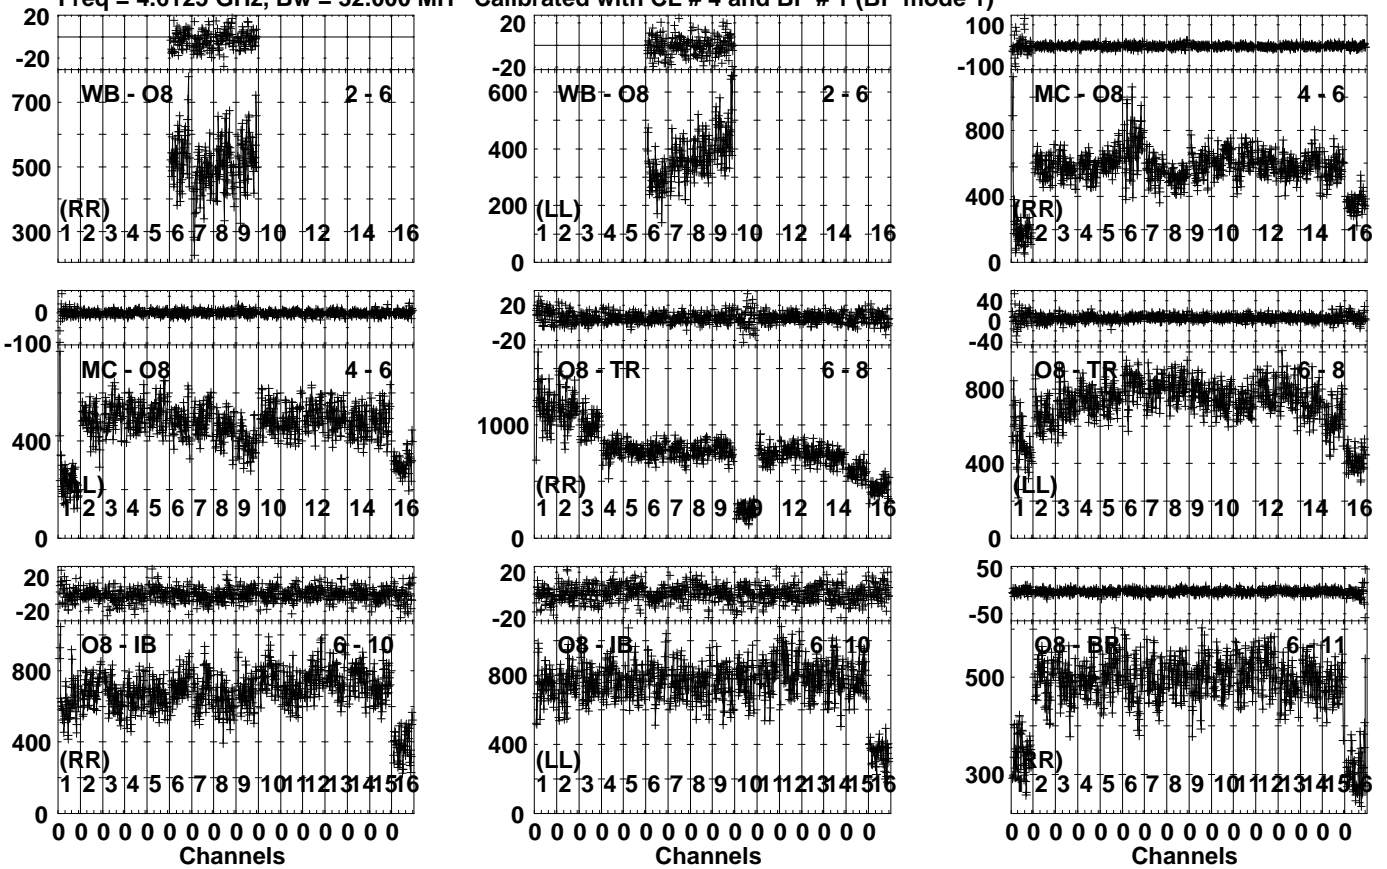 Freq = 4.6125 GHz, Bw = 32.000 MH Calibrated with CL # 4 and BP # 1 (BP mode 1)
20
-20
WB - O8 2 - 6
700
500
300
(RR)
1 2 3 4 5 6 7 8 9 10 12 14 16
20
-20
WB - O8 2 - 6
600
400
200
0
(LL)
1 2 3 4 5 6 7 8 9 10 12 14 16
100
-100
MC - O8 4 - 6
800
400
0
(RR)
2 3 4 5 6 7 8 9 10 12 14 16
0
-100
MC - O8 4 - 6
400
0
L)
1 2 3 4 5 6 7 8 9 10 12 14 16
20
-20
O8 - TR 6 - 8
1000
0
(RR)
1 2 3 4 5 6 7 8 9 12 14 16
40
0
-40
O8 - TR 6 - 8
800
400
0
(LL)
2 3 4 5 6 7 8 9 10 12 14 16
20
-20
O8 - IB 6 - 10
800
400
0
(RR)
1 2 3 4 5 6 7 8 9 10 11 12 13 14 15 16
0 0 0 0 0 0 0 0 0 0 0 0 0 0 0 0
Channels
20
-20
O8 - IB 6 - 10
800
400
0
(LL)
1 2 3 4 5 6 7 8 9 10 11 12 13 14 15 16
0 0 0 0 0 0 0 0 0 0 0 0 0 0 0 0
Channels
50
-50
O8 - BR 6 - 11
500
300
(RR)
2 3 4 5 6 7 8 9 10 11 12 13 14 15 6
0 0 0 0 0 0 0 0 0 0 0 0 0 0 0 0
Channels